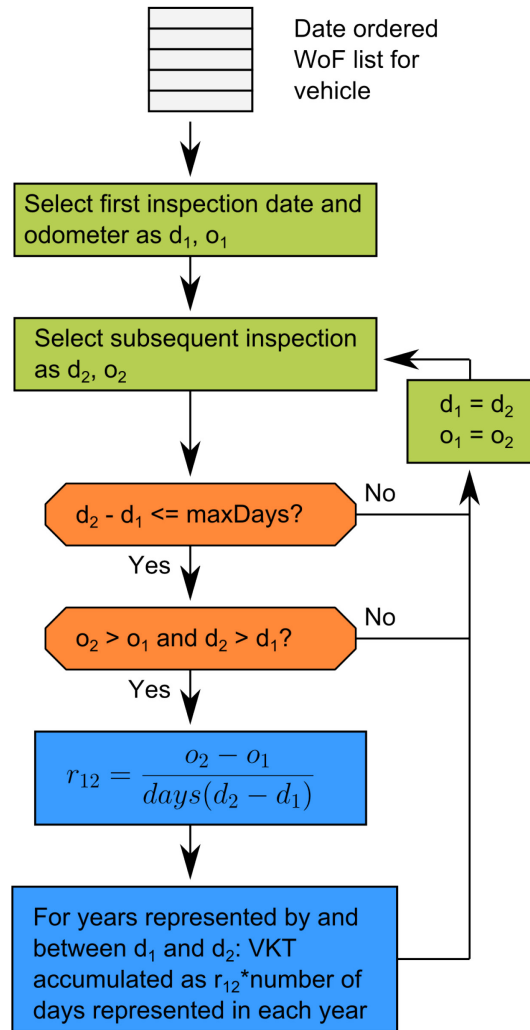 Date ordered
WoF list for
vehicle
Select first inspection date and
odometer as d₁, o₁
Select subsequent inspection
as d₂, o₂
d₁ = d₂
o₁ = o₂
d₂ - d₁ <= maxDays?
No
Yes
o₂ > o₁ and d₂ > d₁?
No
Yes
r₁₂ = (o₂ − o₁) / days(d₂ − d₁)
For years represented by and
between d₁ and d₂: VKT
accumulated as r₁₂*number of
days represented in each year